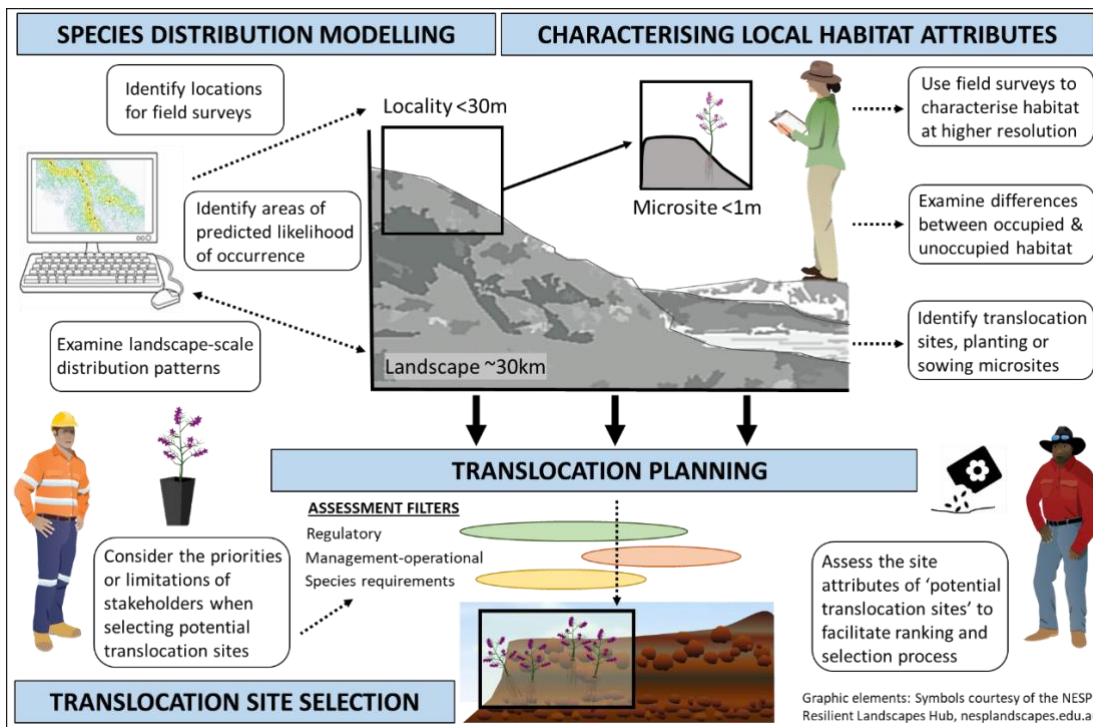 SPECIES DISTRIBUTION MODELLING
CHARACTERISING LOCAL HABITAT ATTRIBUTES
Identify locations
for field surveys
Locality <30m
Identify areas of
predicted likelihood
of occurrence
Examine landscape-scale
distribution patterns
Landscape ~30km
Microsite <1m
Use field surveys to
characterise habitat
at higher resolution
Examine differences
between occupied &
unoccupied habitat
Identify translocation
sites, planting or
sowing microsites
TRANSLOCATION PLANNING
ASSESSMENT FILTERS
Regulatory
Management-operational
Species requirements
Consider the priorities
or limitations of
stakeholders when
selecting potential
translocation sites
Assess the site
attributes of ‘potential
translocation sites’ to
facilitate ranking and
selection process
TRANSLOCATION SITE SELECTION
Graphic elements: Symbols courtesy of the NESP
Resilient Landscapes Hub, nesplandscapes.edu.a